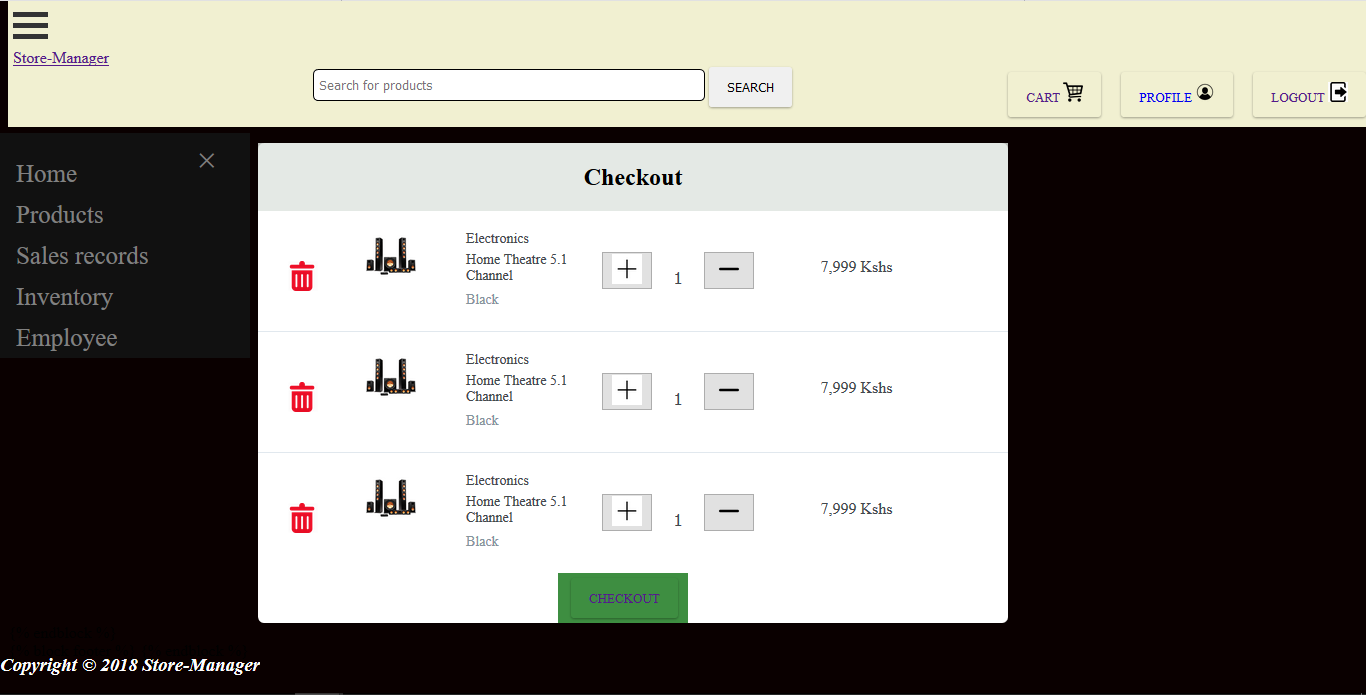 Store-Manager
Search for products
SEARCH
CART
PROFILE
LOGOUT
Home
Products
Sales records
Inventory
Employee
Checkout
Electronics
Home Theatre 5.1
Channel
Black
1
7,999 Kshs
Electronics
Home Theatre 5.1
Channel
Black
1
7,999 Kshs
Electronics
Home Theatre 5.1
Channel
Black
1
7,999 Kshs
CHECKOUT
Copyright © 2018 Store-Manager